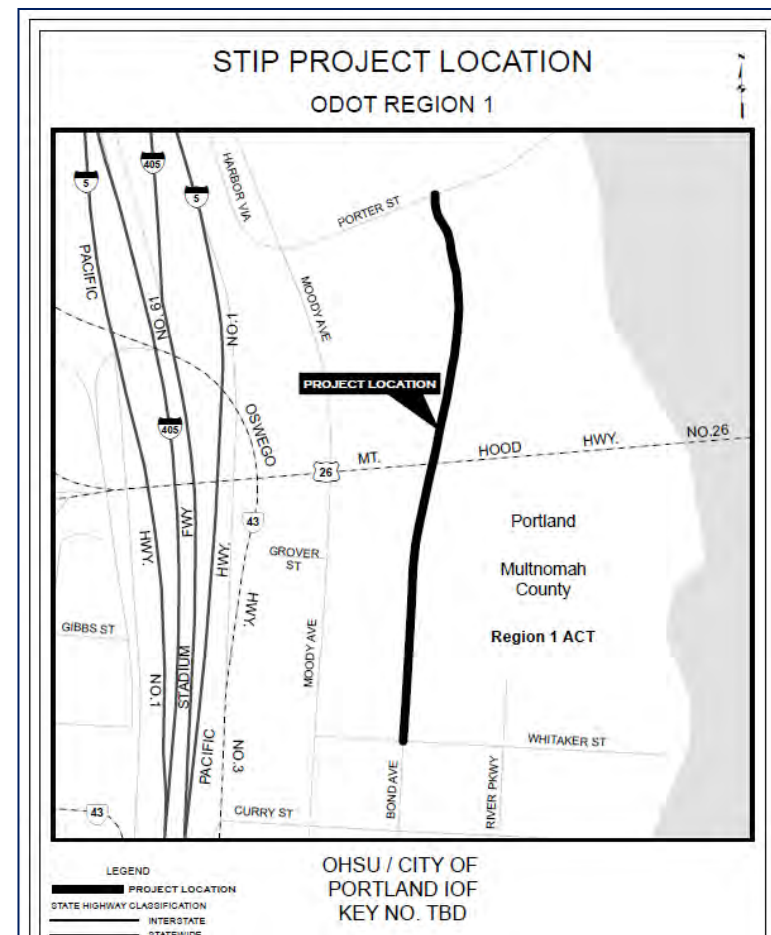 STIP PROJECT LOCATION
ODOT REGION 1
5
405
5
HARBOR VIA
PORTER ST
PACIFIC
NO. 61
NO.1
MOODY AVE
PROJECT LOCATION
405
OSWEGO
26
MT.
HOOD
HWY.
NO.26
HWY.
FWY
HWY.
43
GROVER
ST
Portland
Multnomah
County
Region 1 ACT
GIBBS ST
HWY.
MOODY AVE
NO.1
STADIUM
PACIFIC
NO.3
WHITAKER ST
BOND AVE
RIVER PKWY
43
CURRY ST
LEGEND
PROJECT LOCATION
STATE HIGHWAY CLASSIFICATION
INTERSTATE
STATEWIDE
OHSU / CITY OF
PORTLAND IOF
KEY NO. TBD